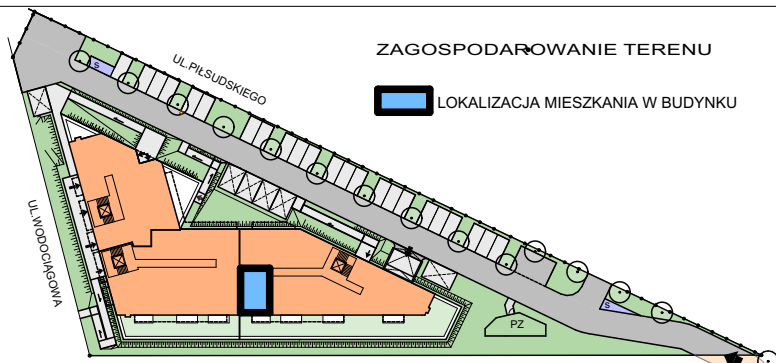 ZAGOSPODAROWANIE TERENU
LOKALIZACJA MIESZKANIA W BUDYNKU
UL.PIŁSUDSKIEGO
UL.WODOCIĄGOWA
S
S
PZ